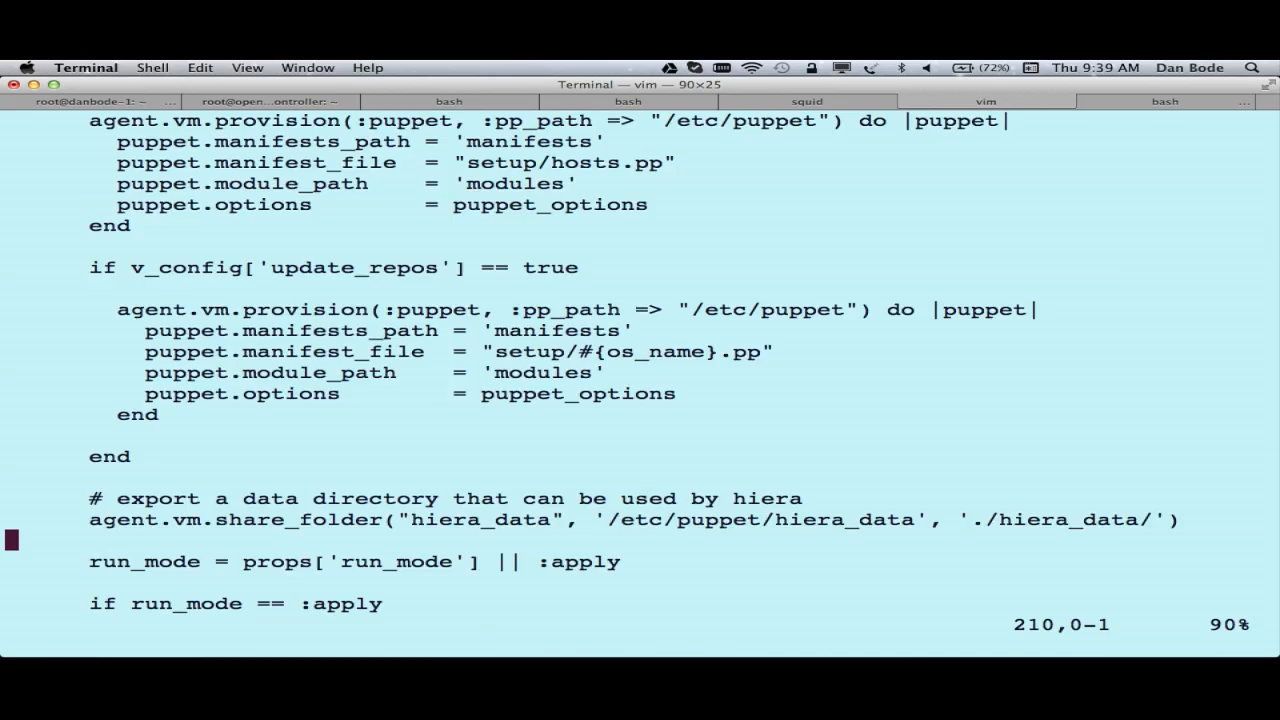 Terminal Shell Edit View Window Help (72%) Thu 9:39 AM Dan Bode
Terminal — vim — 90×25
root@danbode-1: ~ ... root@open...ontroller: ~ bash bash squid vim bash ...
agent.vm.provision(:puppet, :pp_path => "/etc/puppet") do |puppet|
puppet.manifests_path = 'manifests'
puppet.manifest_file = "setup/hosts.pp"
puppet.module_path = 'modules'
puppet.options = puppet_options
end
if v_config['update_repos'] == true
agent.vm.provision(:puppet, :pp_path => "/etc/puppet") do |puppet|
puppet.manifests_path = 'manifests'
puppet.manifest_file = "setup/#{os_name}.pp"
puppet.module_path = 'modules'
puppet.options = puppet_options
end
end
# export a data directory that can be used by hiera
agent.vm.share_folder("hiera_data", '/etc/puppet/hiera_data', './hiera_data/')
run_mode = props['run_mode'] || :apply
if run_mode == :apply
210,0-1 90%